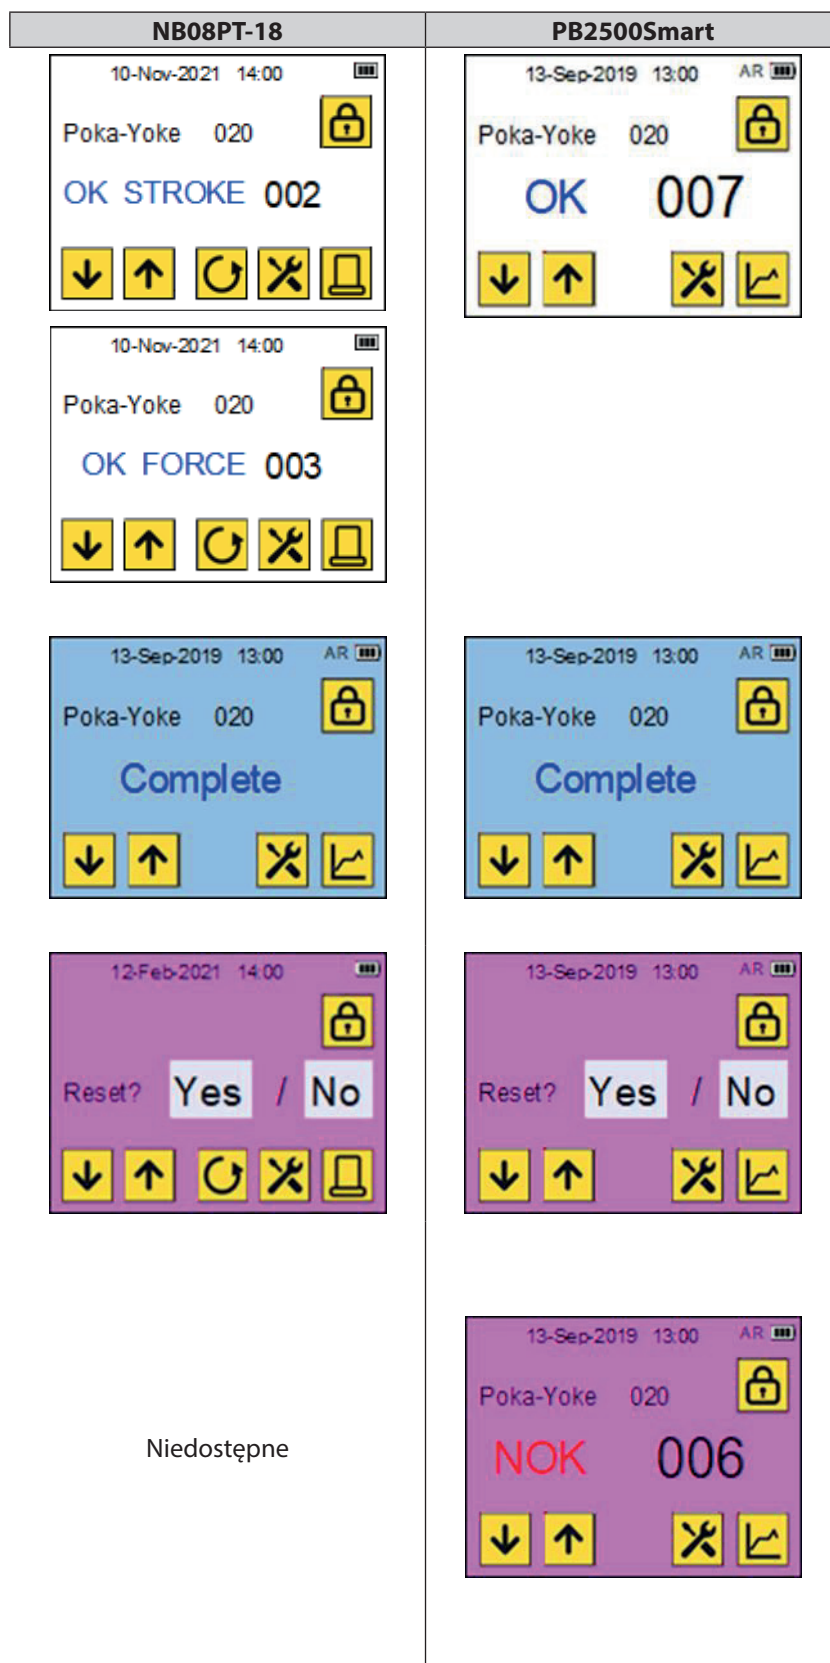 NB08PT-18
PB2500Smart
10-Nov-2021 14:00
Poka-Yoke 020
OK STROKE 002
13-Sep-2019 13:00 AR
Poka-Yoke 020
OK 007
10-Nov-2021 14:00
Poka-Yoke 020
OK FORCE 003
13-Sep-2019 13:00 AR
Poka-Yoke 020
Complete
13-Sep-2019 13:00 AR
Poka-Yoke 020
Complete
12-Feb-2021 14:00
Reset? Yes / No
13-Sep-2019 13:00 AR
Reset? Yes / No
Niedostępne
13-Sep-2019 13:00 AR
Poka-Yoke 020
NOK 006